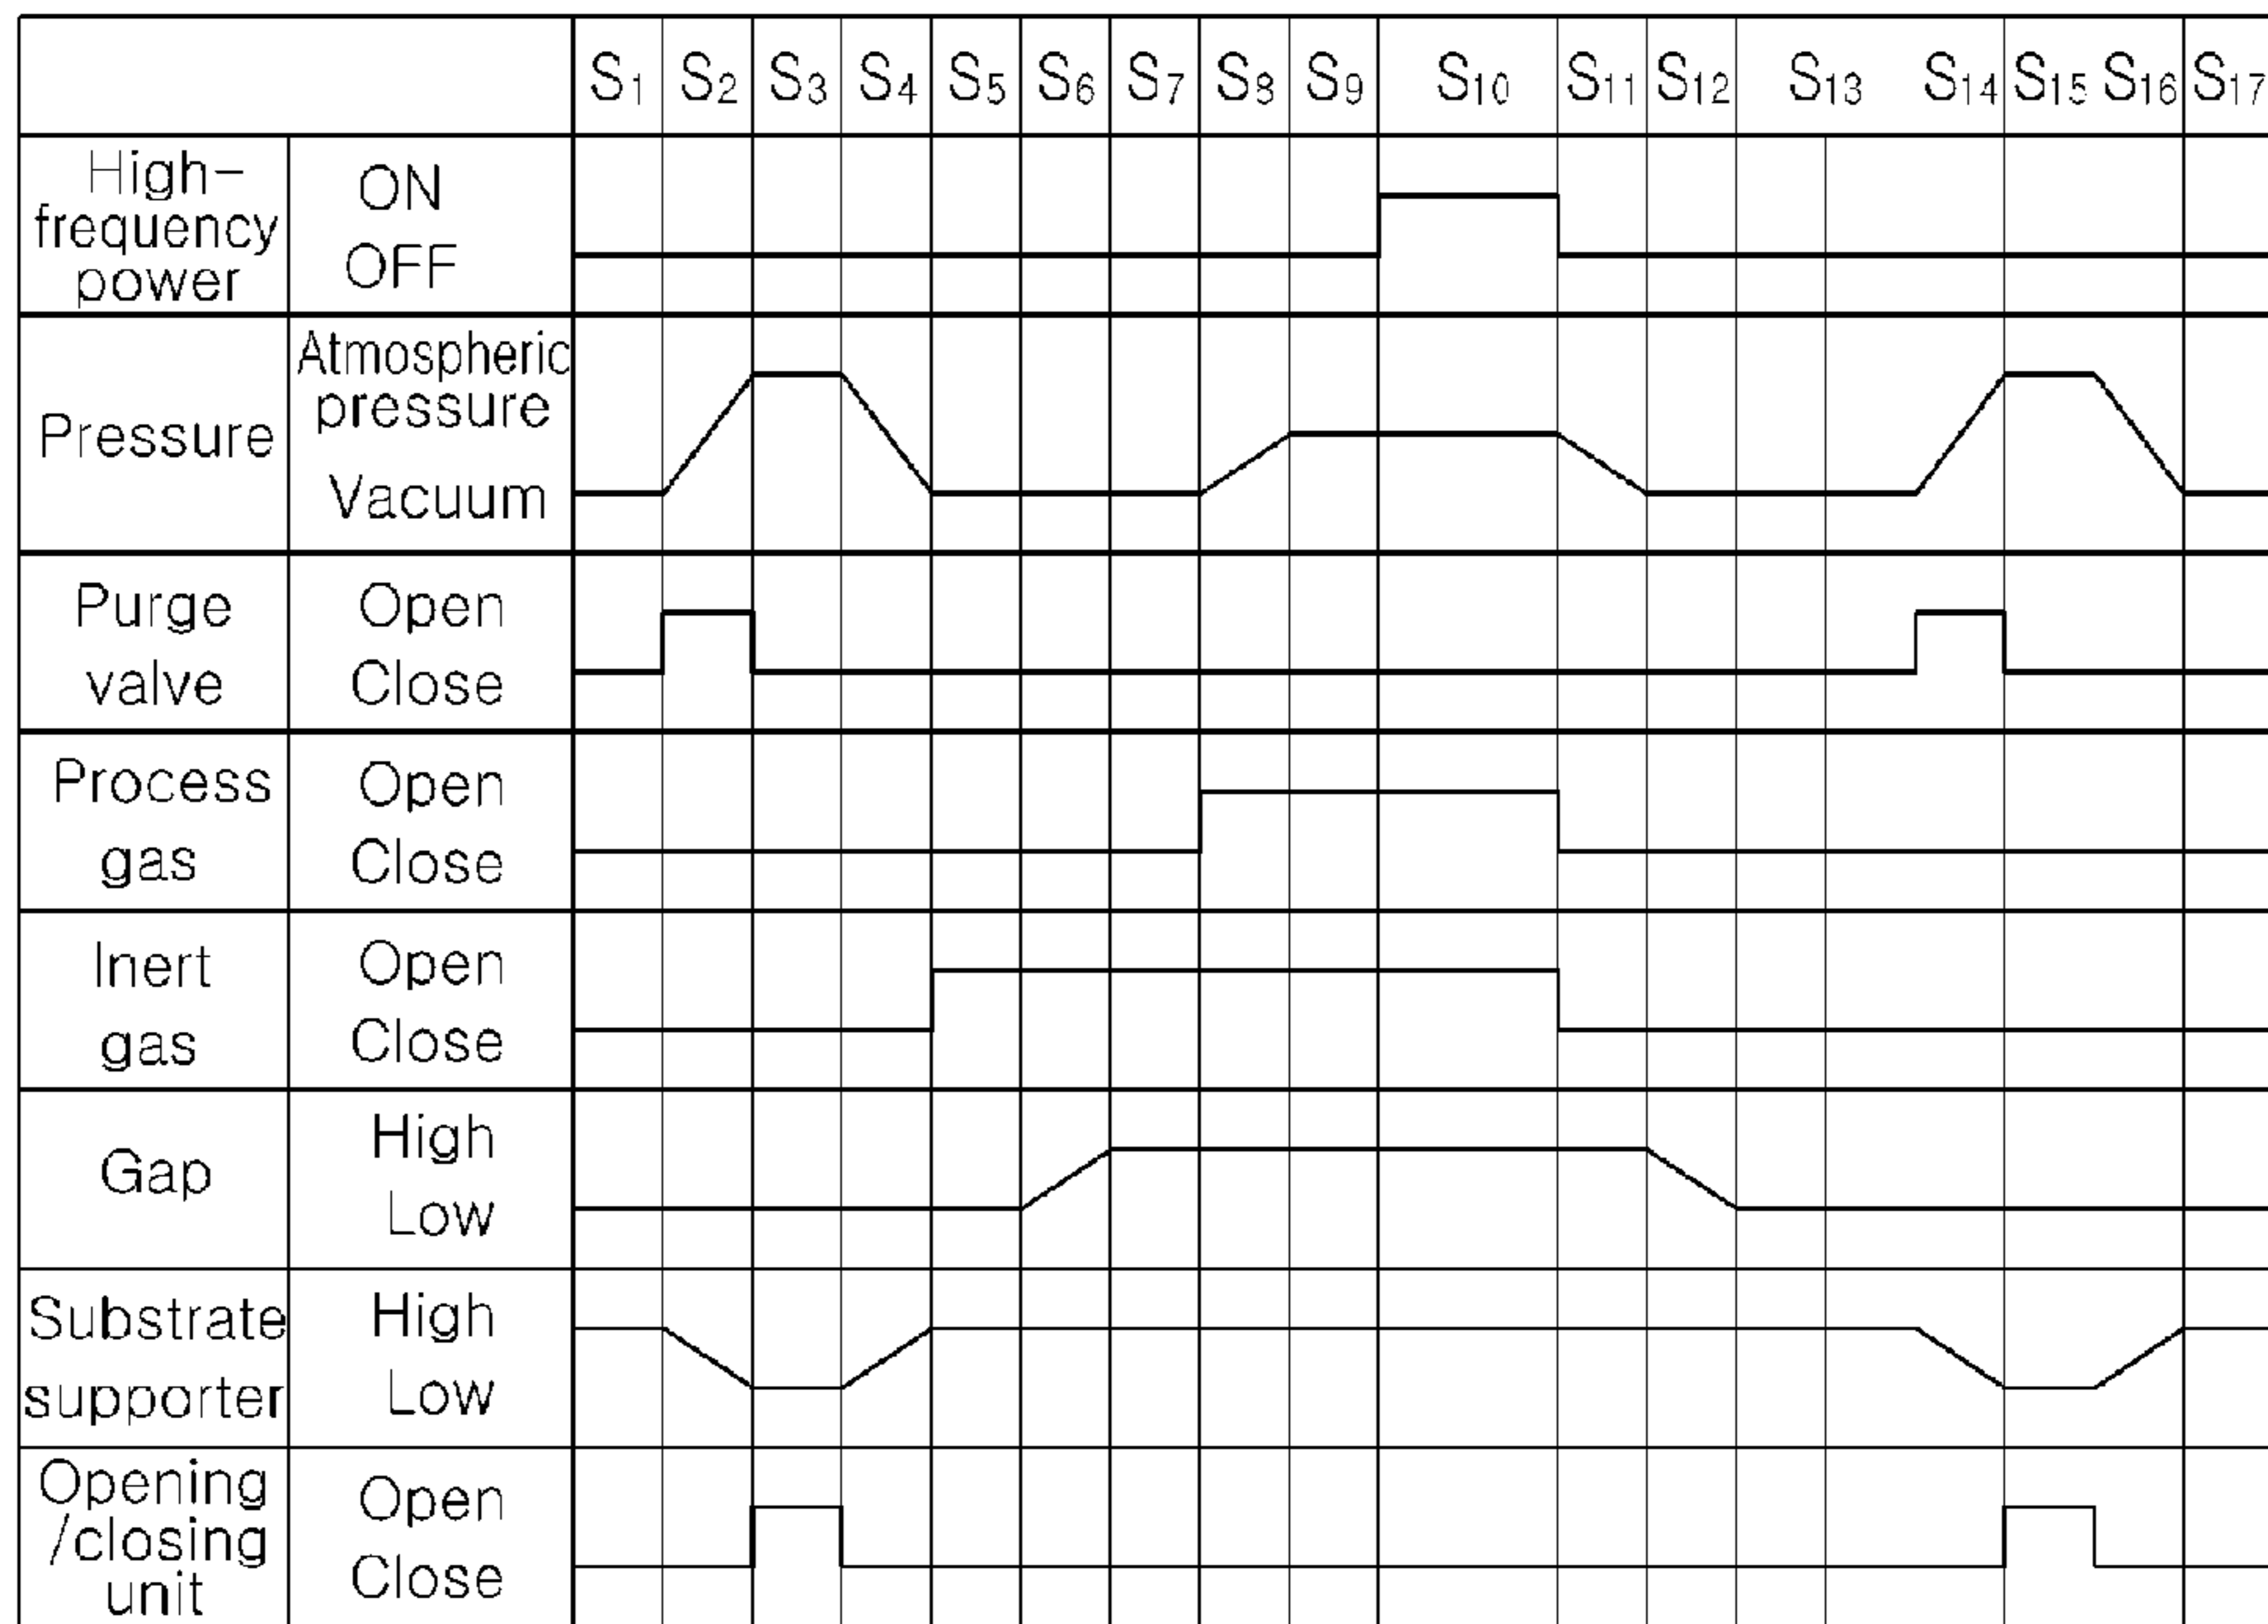 S1 S2 S3 S4 S5 S6 S7 S8 S9 S10 S11 S12 S13 S14 S15 S16 S17
High-
frequency
power
ON
OFF
Pressure
Atmospheric
pressure
Vacuum
Purge
valve
Open
Close
Process
gas
Open
Close
Inert
gas
Open
Close
Gap
High
Low
Substrate
supporter
High
Low
Opening
/closing
unit
Open
Close